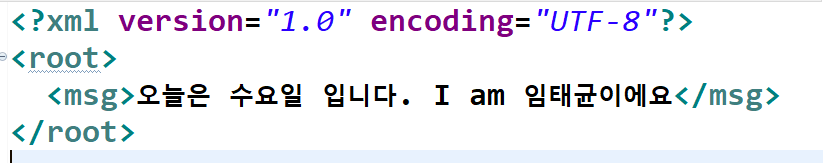 <?xml version="1.0" encoding="UTF-8"?>
<root>
  <msg>오늘은 수요일 입니다. I am 임태균이에요</msg>
</root>